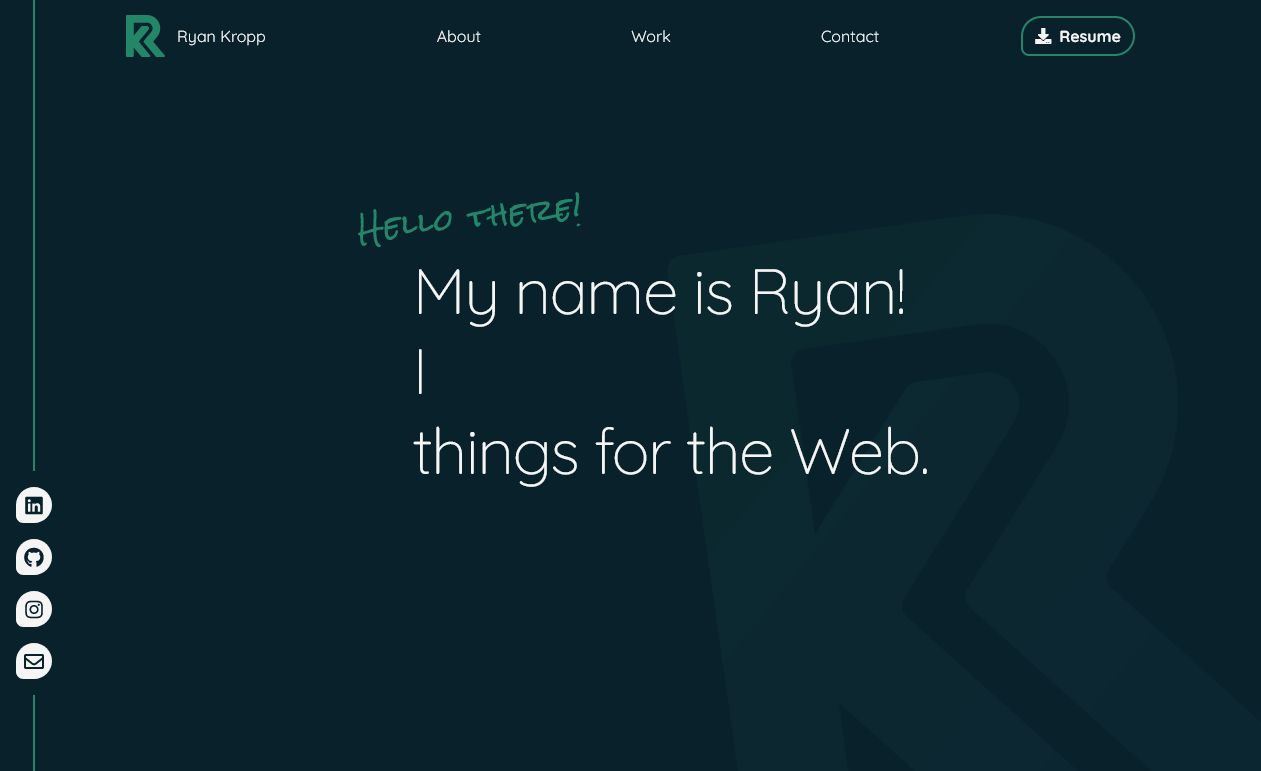 Ryan Kropp
About
Work
Contact
Resume
Hello there!
My name is Ryan!
I
things for the Web.